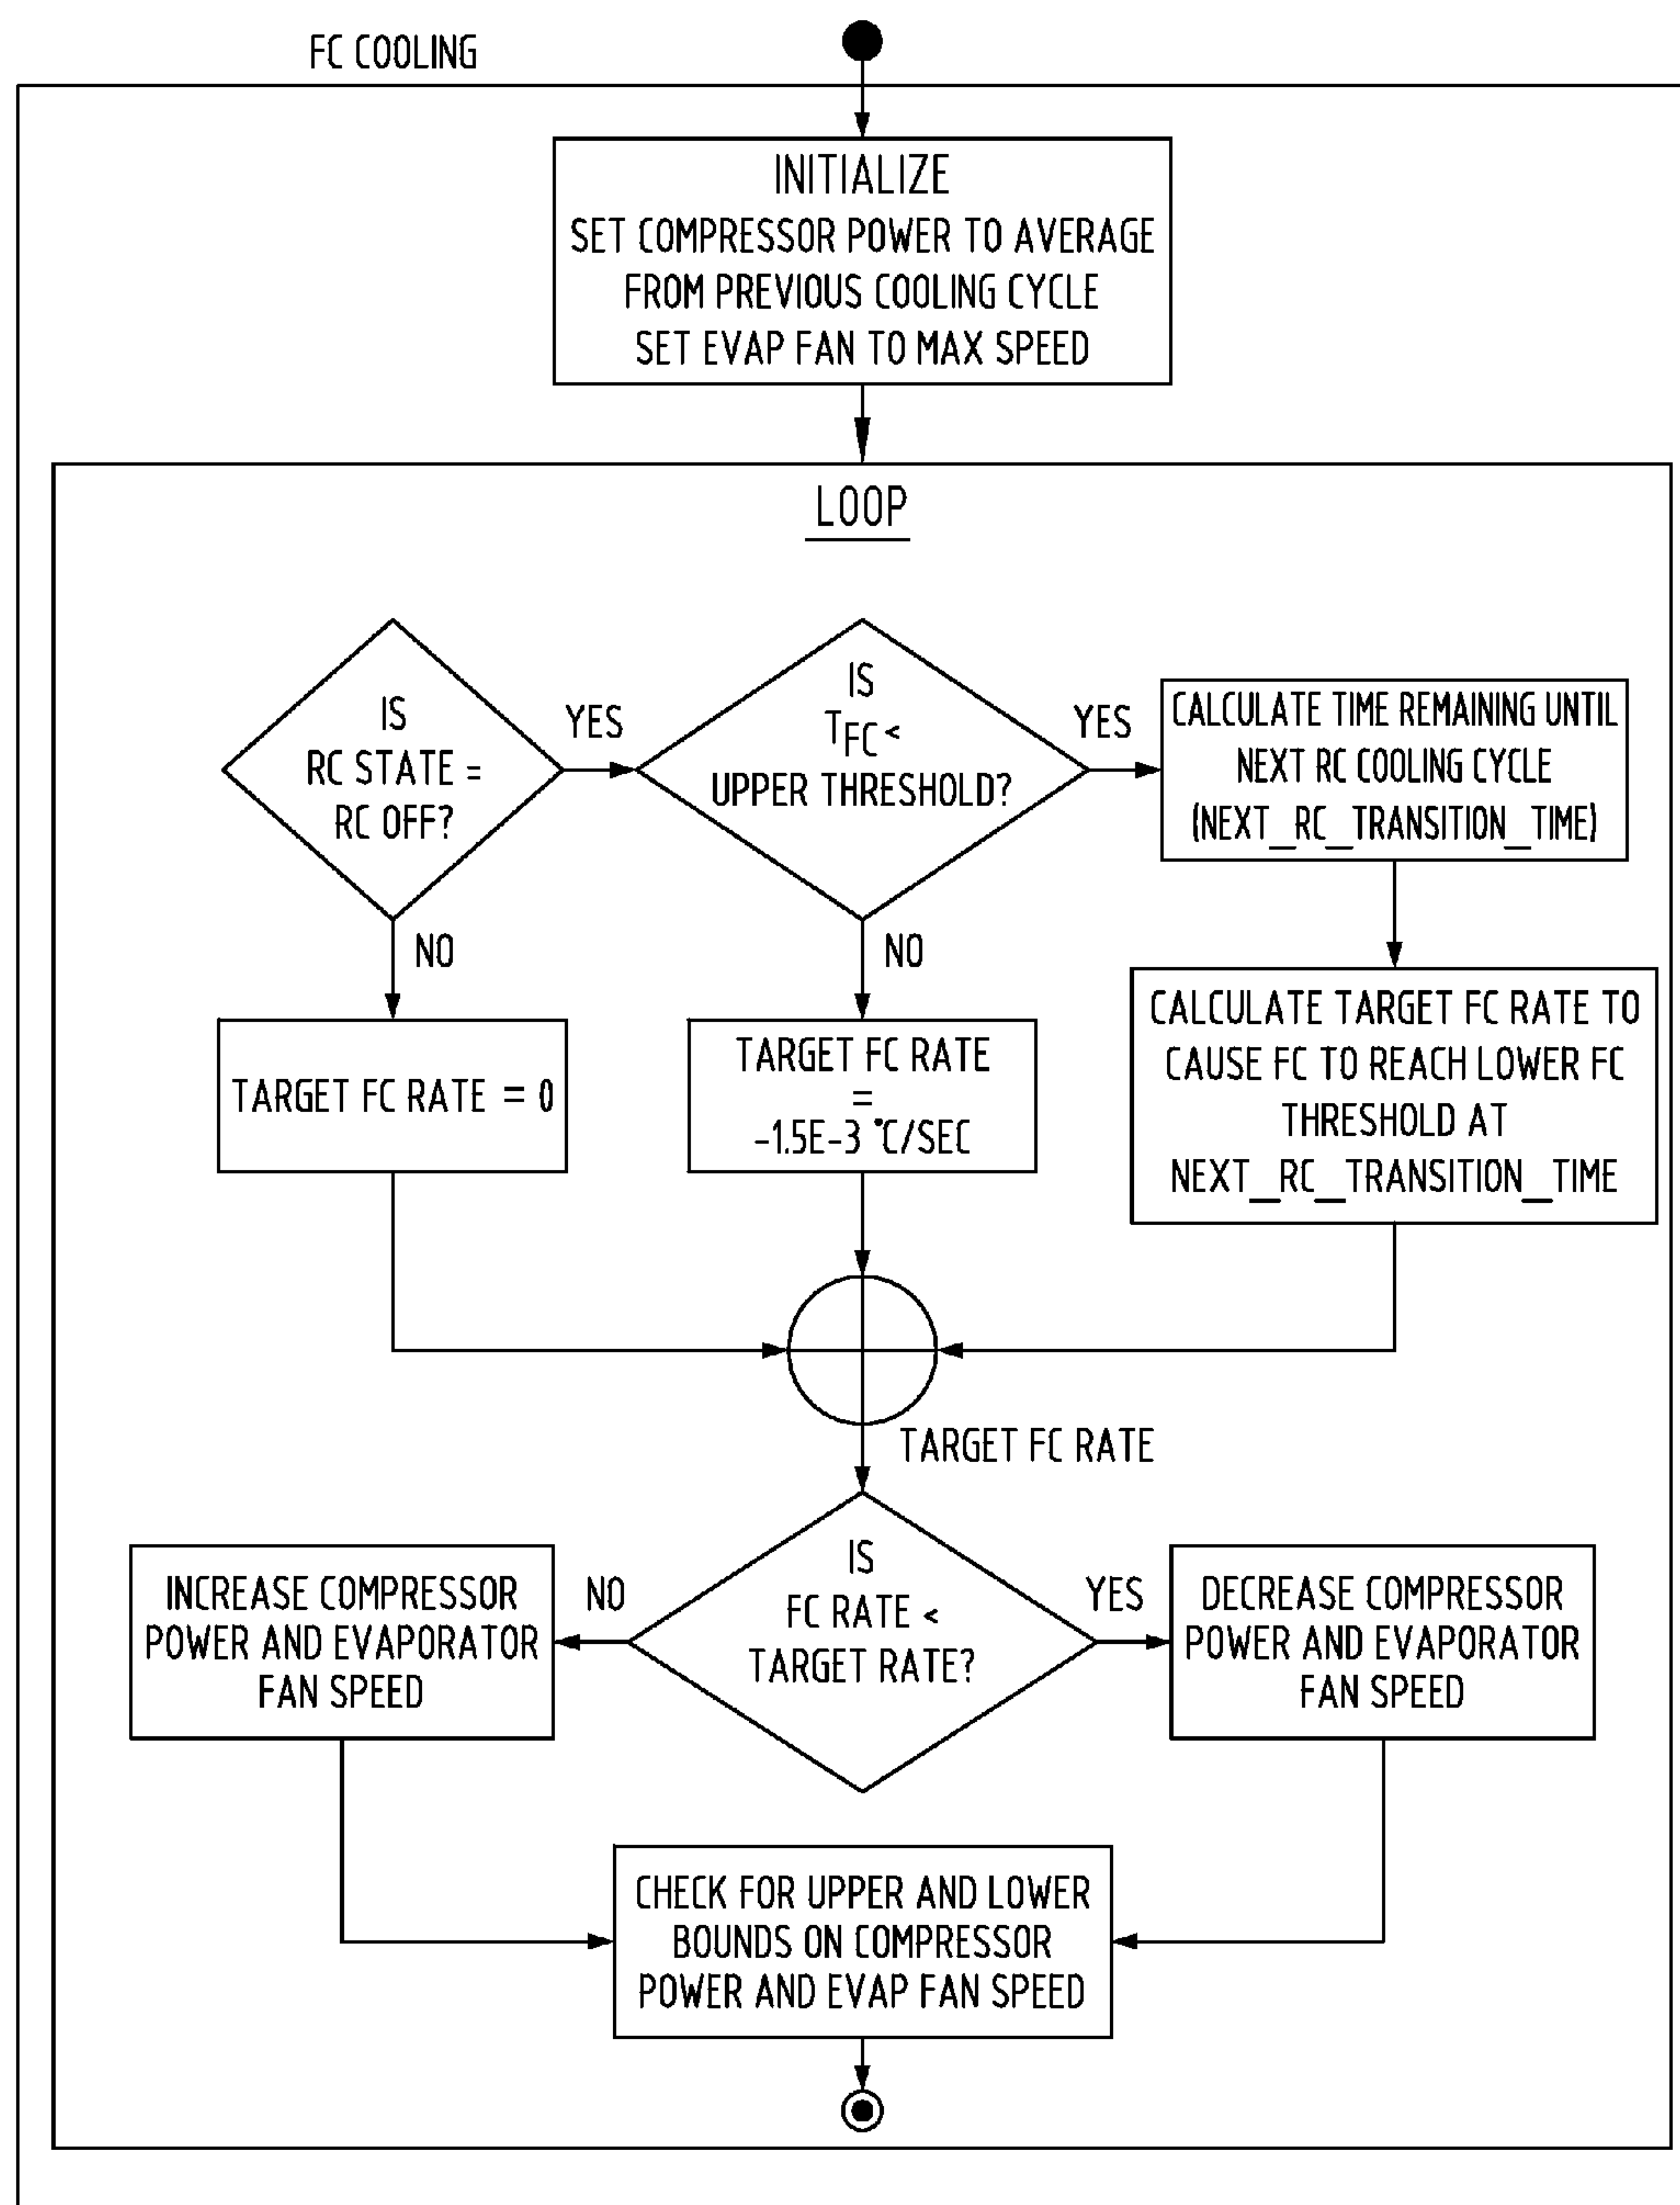 FC COOLING
INITIALIZE
SET COMPRESSOR POWER TO AVERAGE
FROM PREVIOUS COOLING CYCLE
SET EVAP FAN TO MAX SPEED
LOOP
IS
RC STATE =
RC OFF?
YES
NO
IS
TFC <
UPPER THRESHOLD?
YES
NO
CALCULATE TIME REMAINING UNTIL
NEXT RC COOLING CYCLE
(NEXT_RC_TRANSITION_TIME)
TARGET FC RATE = 0
TARGET FC RATE
=
-1.5E-3 °C/SEC
CALCULATE TARGET FC RATE TO
CAUSE FC TO REACH LOWER FC
THRESHOLD AT
NEXT_RC_TRANSITION_TIME
TARGET FC RATE
INCREASE COMPRESSOR
POWER AND EVAPORATOR
FAN SPEED
NO
IS
FC RATE <
TARGET RATE?
YES
DECREASE COMPRESSOR
POWER AND EVAPORATOR
FAN SPEED
CHECK FOR UPPER AND LOWER
BOUNDS ON COMPRESSOR
POWER AND EVAP FAN SPEED